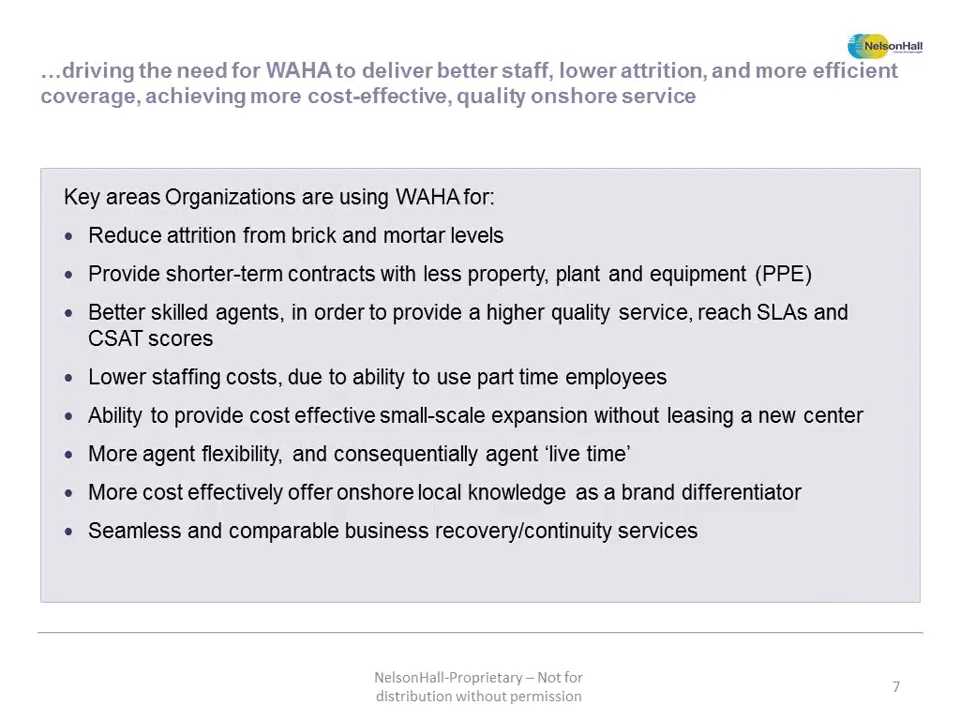 NelsonHall
…driving the need for WAHA to deliver better staff, lower attrition, and more efficient
coverage, achieving more cost-effective, quality onshore service
Key areas Organizations are using WAHA for:
• Reduce attrition from brick and mortar levels
• Provide shorter-term contracts with less property, plant and equipment (PPE)
• Better skilled agents, in order to provide a higher quality service, reach SLAs and
CSAT scores
• Lower staffing costs, due to ability to use part time employees
• Ability to provide cost effective small-scale expansion without leasing a new center
• More agent flexibility, and consequentially agent ‘live time’
• More cost effectively offer onshore local knowledge as a brand differentiator
• Seamless and comparable business recovery/continuity services
NelsonHall-Proprietary – Not for
distribution without permission
7